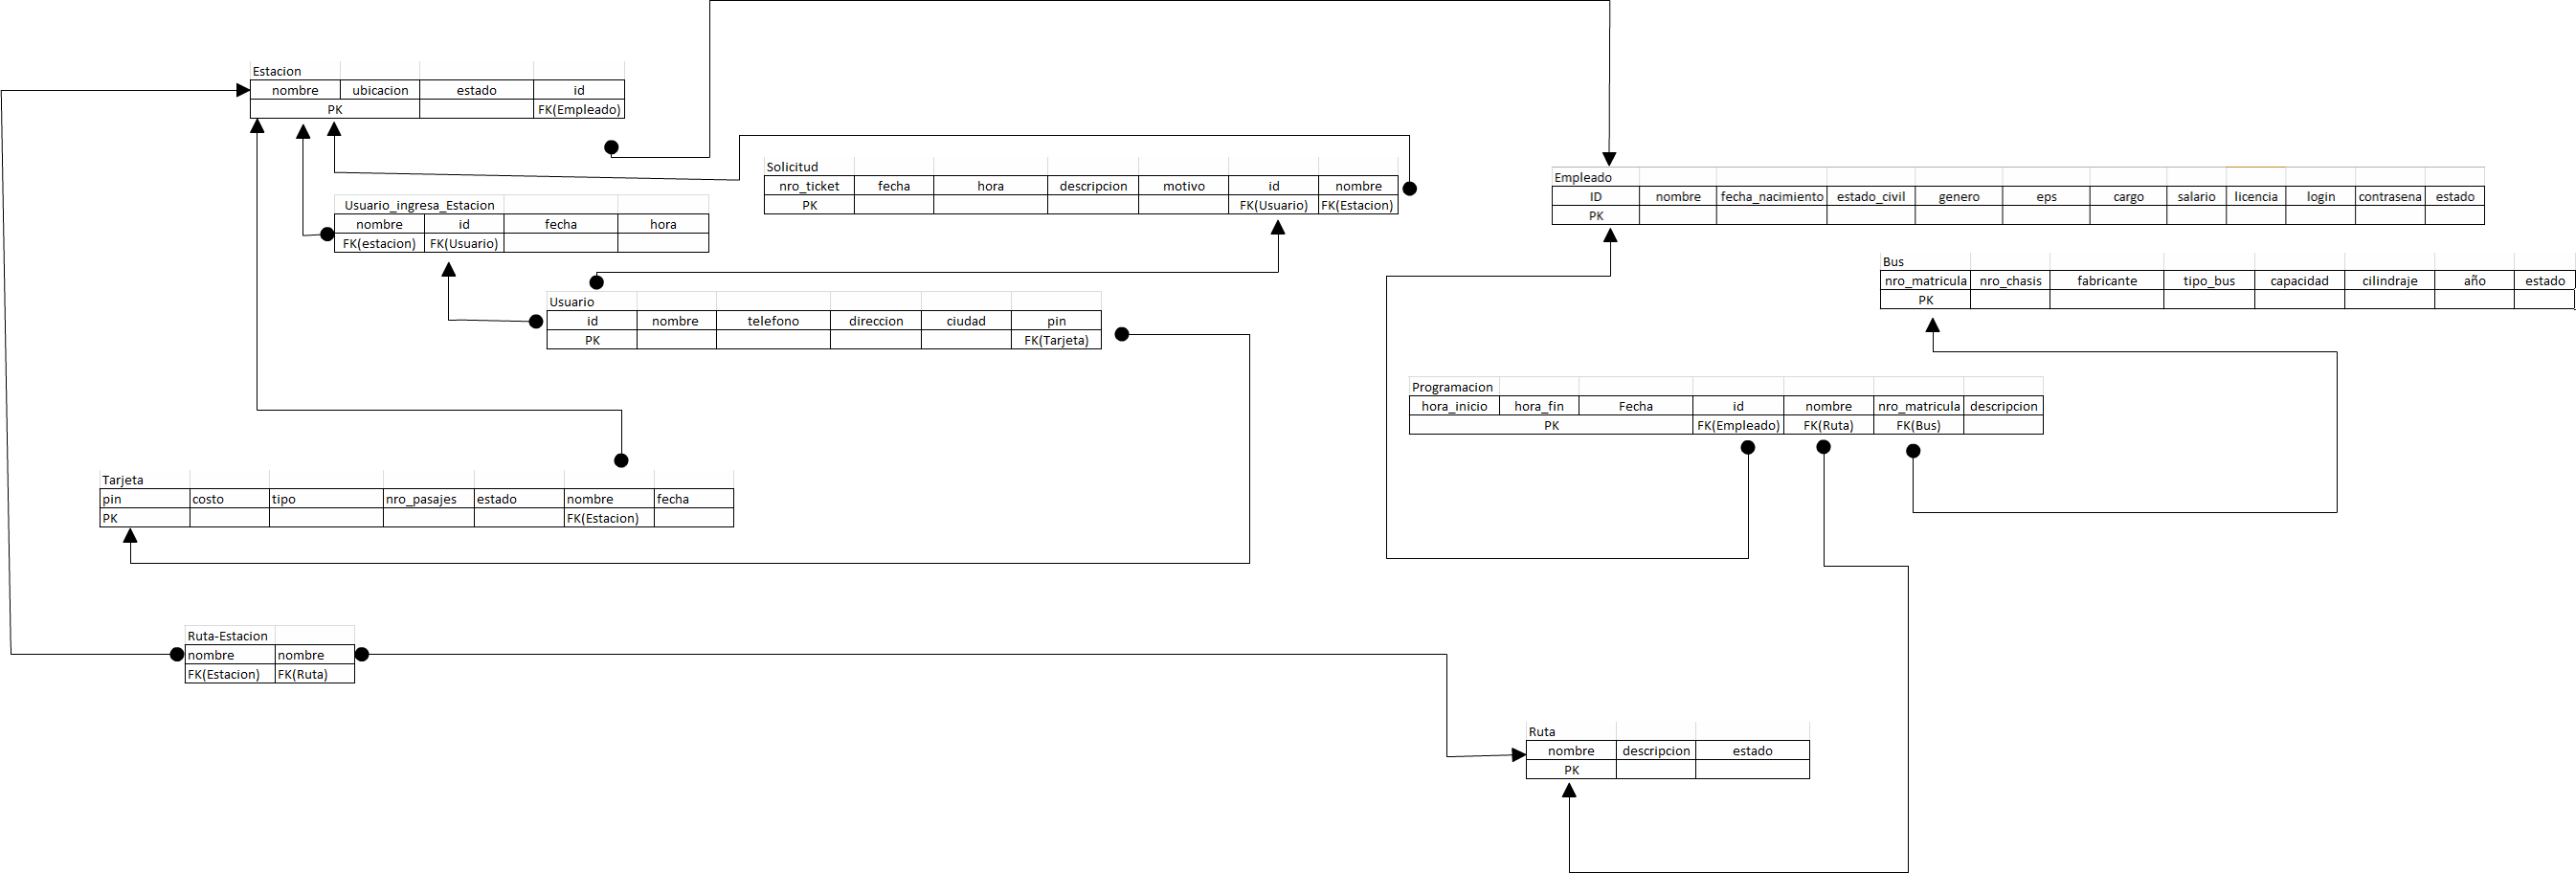 Estacion
nombre ubicacion estado id
PK FK(Empleado)
Solicitud
nro_ticket fecha hora descripcion motivo id nombre
PK FK(Usuario) FK(Estacion)
Empleado
ID nombre fecha_nacimiento estado_civil genero eps cargo salario licencia login contrasena estado
PK
Usuario_ingresa_Estacion
nombre id fecha hora
FK(estacion) FK(Usuario)
Bus
nro_matricula nro_chasis fabricante tipo_bus capacidad cilindraje año estado
PK
Usuario
id nombre telefono direccion ciudad pin
PK FK(Tarjeta)
Programacion
hora_inicio hora_fin Fecha id nombre nro_matricula descripcion
PK FK(Empleado) FK(Ruta) FK(Bus)
Tarjeta
pin costo tipo nro_pasajes estado nombre fecha
PK FK(Estacion)
Ruta-Estacion
nombre nombre
FK(Estacion) FK(Ruta)
Ruta
nombre descripcion estado
PK